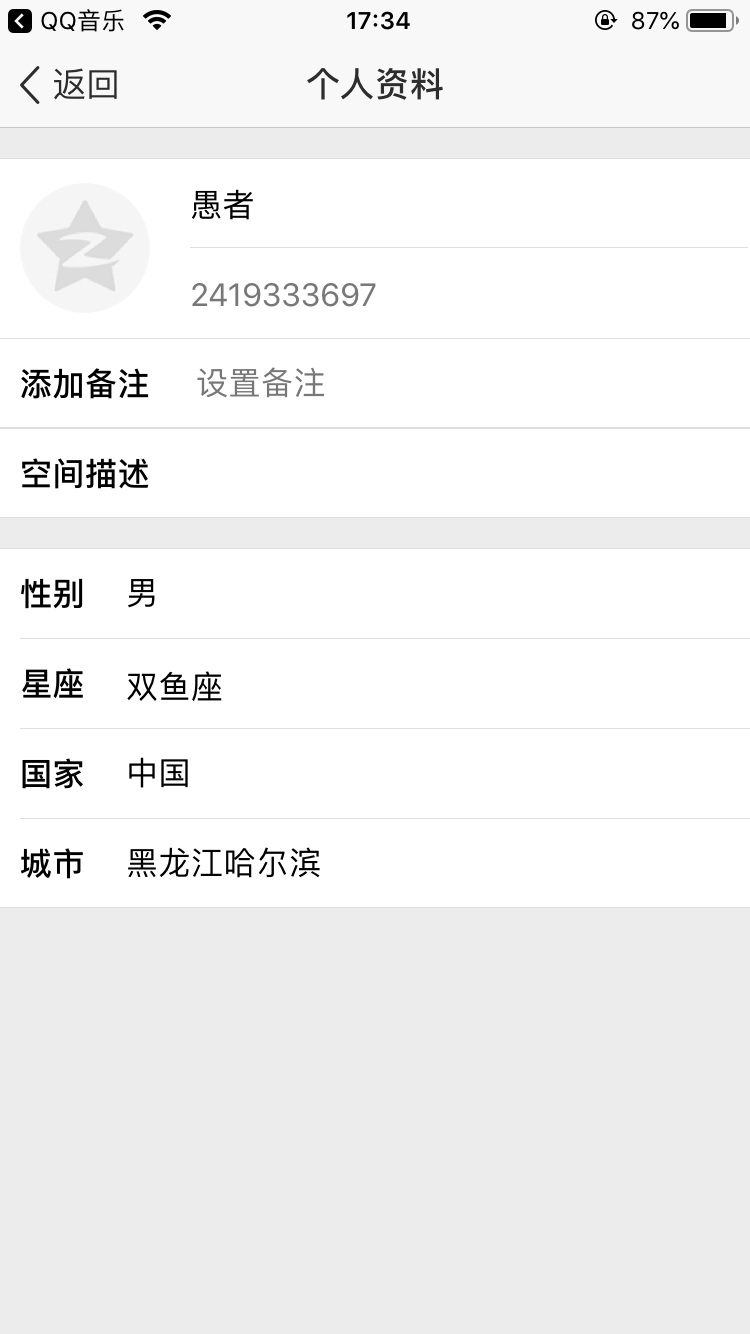 QQ音乐 17:34 87%
返回 个人资料
愚者
2419333697
添加备注 设置备注
空间描述
性别 男
星座 双鱼座
国家 中国
城市 黑龙江哈尔滨